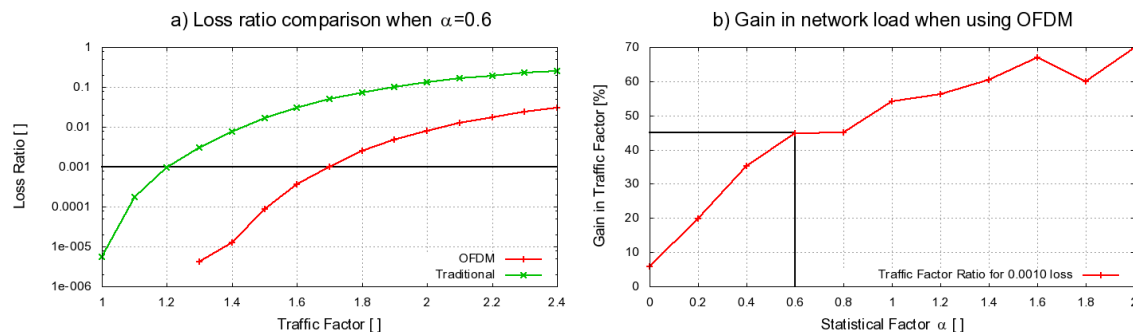 a) Loss ratio comparison when α=0.6
Loss Ratio [ ]
1
0.1
0.01
0.001
0.0001
1e-005
1e-006
OFDM
Traditional
1 1.2 1.4 1.6 1.8 2 2.2 2.4
Traffic Factor [ ]
b) Gain in network load when using OFDM
Gain in Traffic Factor [%]
70
60
50
40
30
20
10
0
Traffic Factor Ratio for 0.0010 loss
0 0.2 0.4 0.6 0.8 1 1.2 1.4 1.6 1.8 2
Statistical Factor α [ ]